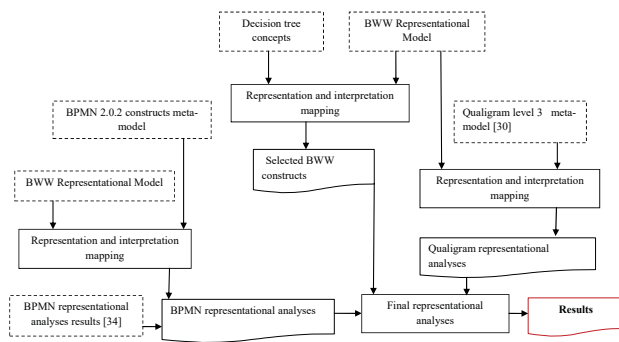 Decision tree
concepts
BWW Representational
Model
Representation and interpretation
mapping
BPMN 2.0.2 constructs meta-
model
Qualigram level 3 meta-
model [30]
Selected BWW
constructs
BWW Representational Model
Representation and interpretation
mapping
Representation and interpretation
mapping
Qualigram representational
analyses
BPMN representational
analyses results [34]
BPMN representational analyses
Final representational
analyses
Results